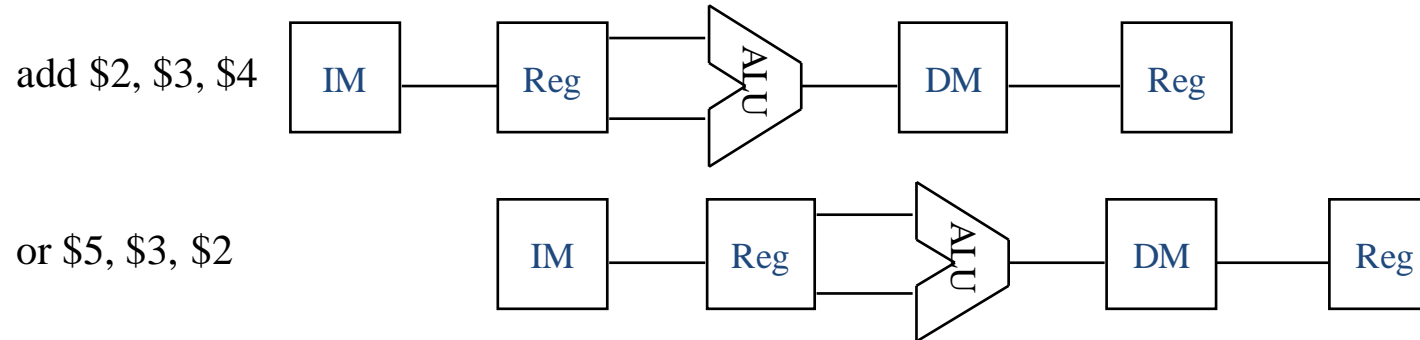 add $2, $3, $4 IM Reg ALU DM Reg
or $5, $3, $2 IM Reg ALU DM Reg